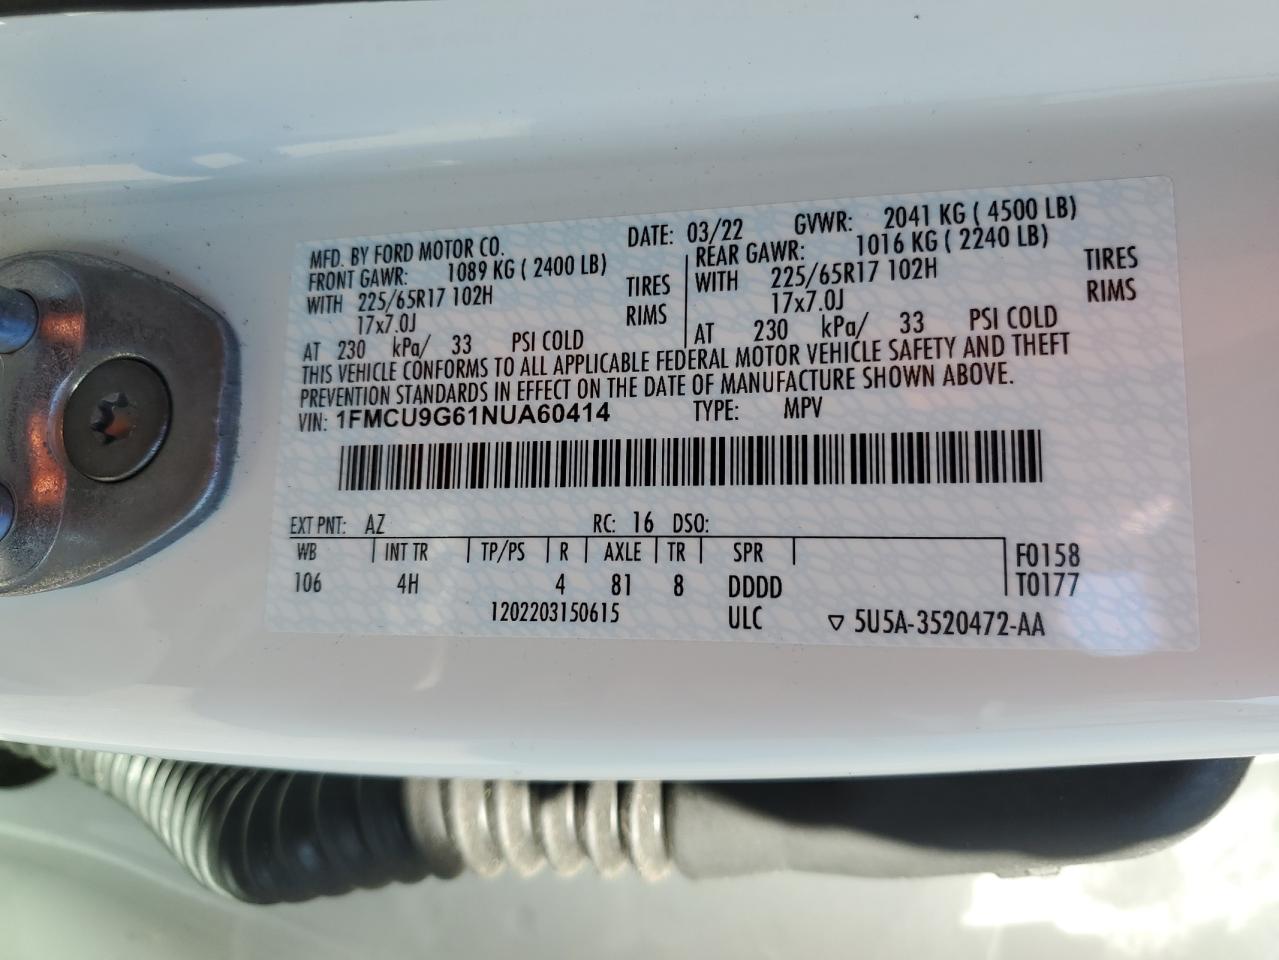 MFD. BY FORD MOTOR CO. DATE: 03/22 GVWR: 2041 KG ( 4500 LB)
FRONT GAWR: 1089 KG ( 2400 LB) REAR GAWR: 1016 KG ( 2240 LB)
WITH 225/65R17 102H TIRES WITH 225/65R17 102H TIRES
17x7.0J RIMS 17x7.0J RIMS
AT 230 kPa/ 33 PSI COLD AT 230 kPa/ 33 PSI COLD
THIS VEHICLE CONFORMS TO ALL APPLICABLE FEDERAL MOTOR VEHICLE SAFETY AND THEFT
PREVENTION STANDARDS IN EFFECT ON THE DATE OF MANUFACTURE SHOWN ABOVE.
VIN: 1FMCU9G61NUA60414 TYPE: MPV
EXT PNT: AZ RC: 16 DSO:
WB INT TR TP/PS R AXLE TR SPR F0158
106 4H 4 81 8 DDDD T0177
1202203150615 ULC ▽ 5U5A-3520472-AA